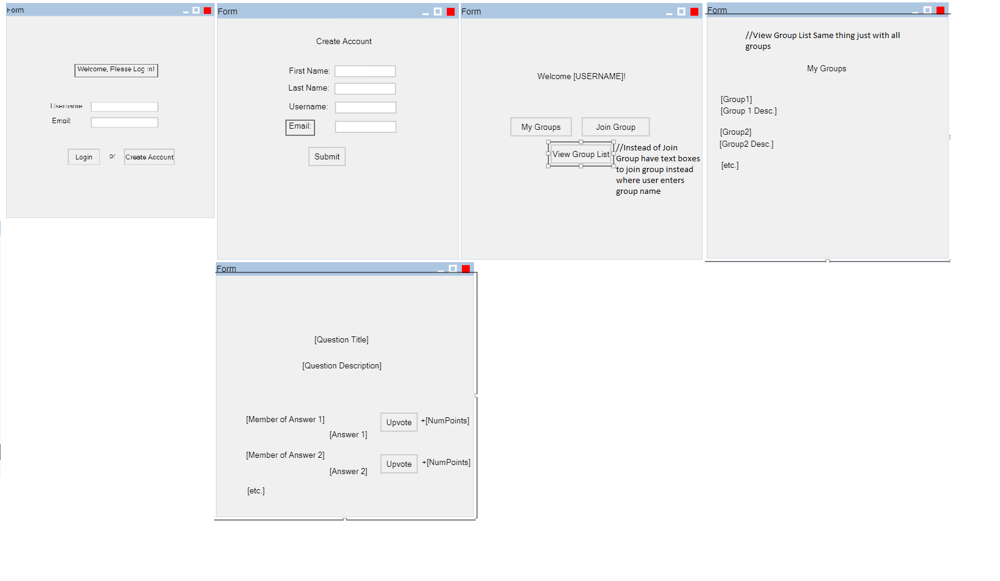 Form
Welcome, Please Log In!
Username
Email:
Login
or
Create Account
Form
Create Account
First Name:
Last Name:
Username:
Email:
Submit
Form
Welcome [USERNAME]!
My Groups
Join Group
View Group List
//Instead of Join
Group have text boxes
to join group instead
where user enters
group name
Form
//View Group List Same thing just with all
groups
My Groups
[Group1]
[Group 1 Desc.]
[Group2]
[Group2 Desc.]
[etc.]
Form
[Question Title]
[Question Description]
[Member of Answer 1]
[Answer 1]
Upvote
+[NumPoints]
[Member of Answer 2]
[Answer 2]
Upvote
+[NumPoints]
[etc.]